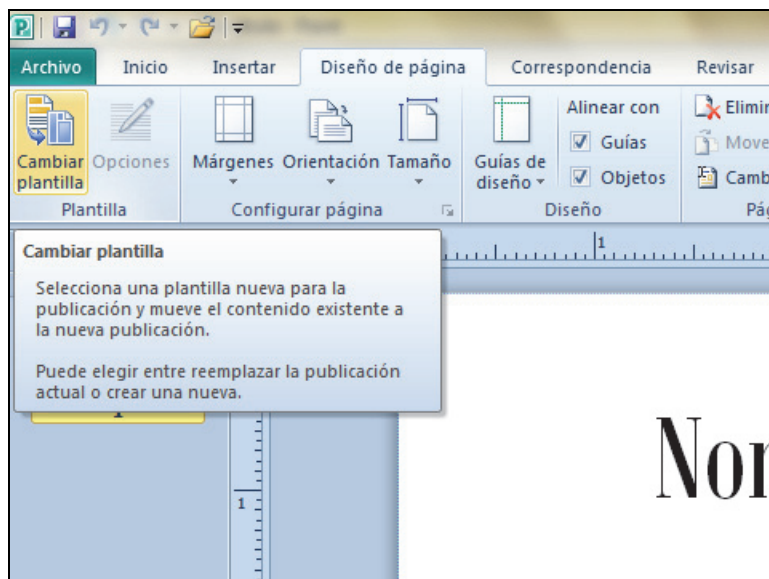 Archivo Inicio Insertar Diseño de página Correspondencia Revisar
Cambiar plantilla
Opciones
Márgenes
Orientación
Tamaño
Guías de diseño
Alinear con
Guías
Objetos
Plantilla Configurar página Diseño
Cambiar plantilla
Selecciona una plantilla nueva para la
publicación y mueve el contenido existente a
la nueva publicación.
Puede elegir entre reemplazar la publicación
actual o crear una nueva.
1
1
1